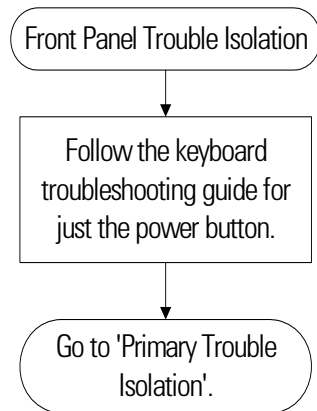 Front Panel Trouble Isolation
Follow the keyboard
troubleshooting guide for
just the power button.
Go to 'Primary Trouble
Isolation'.